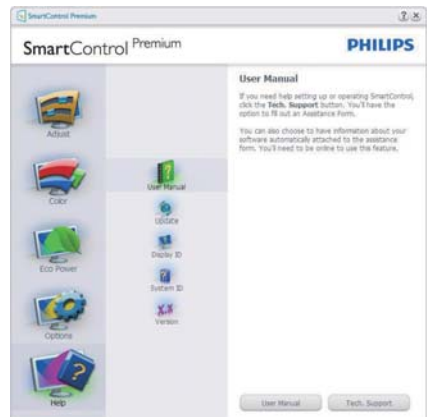 SmartControl Premium
SmartControl Premium
PHILIPS
Adjust
Color
Eco Power
Options
Help
User Manual
Update
Display ID
System ID
Version
User Manual
If you need help setting up or operating SmartControl,
click the Tech. Support button. You'll have the
option to fill out an Assistance Form.
You can also choose to have information about your
software automatically attached to the assistance
form. You'll need to be online to use this feature.
User Manual
Tech. Support